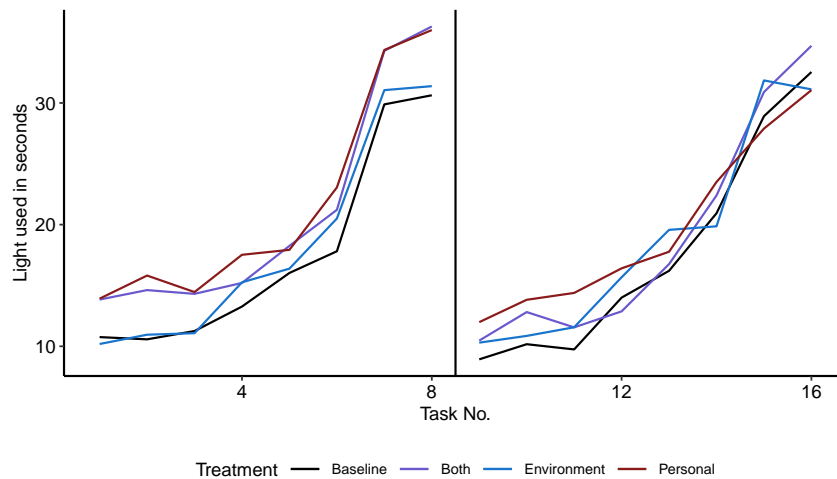 Light used in seconds
30
20
10
4
8
12
16
Task No.
Treatment Baseline Both Environment Personal